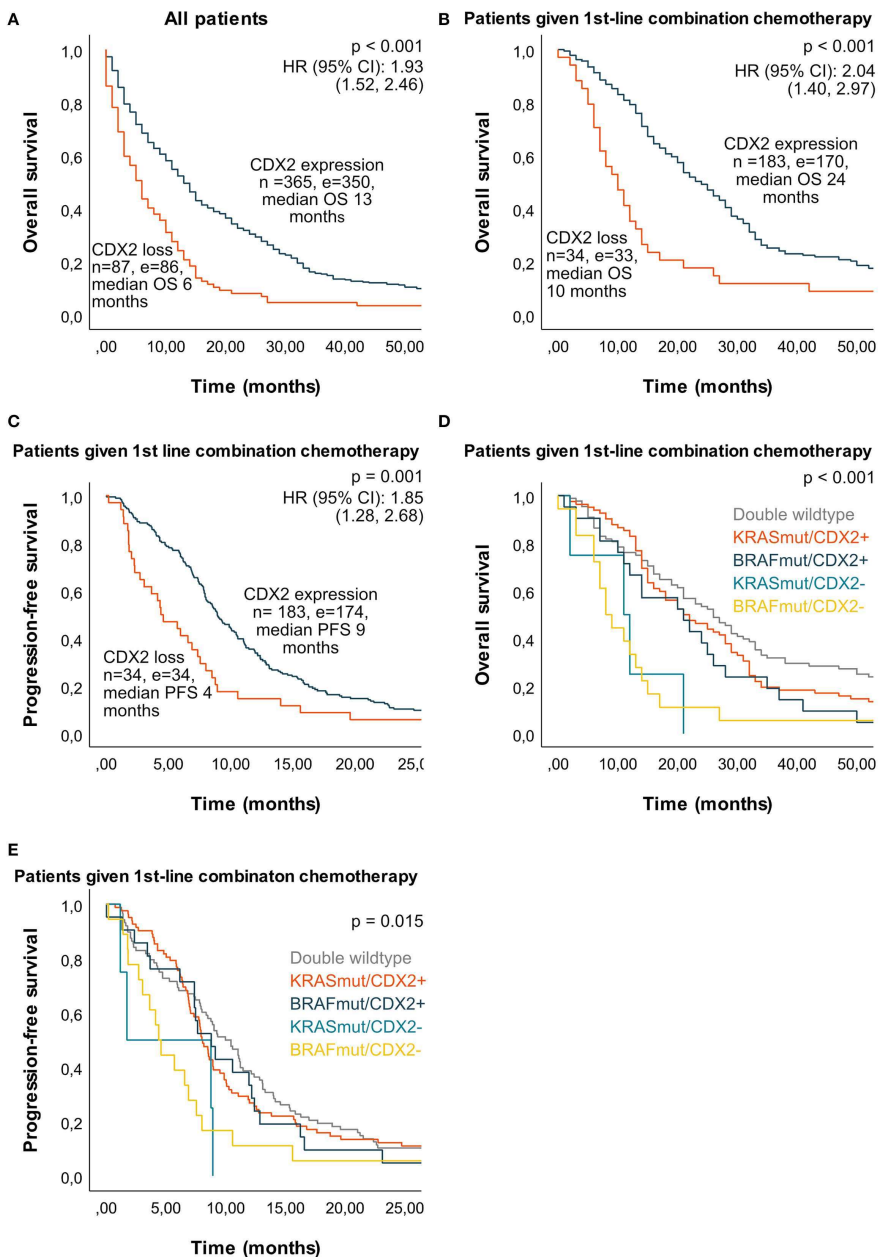 A
All patients
p < 0.001
HR (95% CI): 1.93
(1.52, 2.46)
CDX2 expression
n =365, e=350,
median OS 13
months
CDX2 loss
n=87, e=86,
median OS 6
months
Overall survival
1,0
0,8
0,6
0,4
0,2
0,0
,00 10,00 20,00 30,00 40,00 50,00
Time (months)
B
Patients given 1st-line combination chemotherapy
p < 0.001
HR (95% CI): 2.04
(1.40, 2.97)
CDX2 expression
n =183, e=170,
median OS 24
months
CDX2 loss
n=34, e=33,
median OS
10 months
Overall survival
1,0
0,8
0,6
0,4
0,2
0,0
,00 10,00 20,00 30,00 40,00 50,00
Time (months)
C
Patients given 1st line combination chemotherapy
p = 0.001
HR (95% CI): 1.85
(1.28, 2.68)
CDX2 expression
n= 183, e=174,
median PFS 9
months
CDX2 loss
n=34, e=34,
median PFS 4
months
Progression-free survival
1,0
0,8
0,6
0,4
0,2
0,0
,00 5,00 10,00 15,00 20,00 25,0
Time (months)
D
Patients given 1st-line combination chemotherapy
p < 0.001
Double wildtype
KRASmut/CDX2+
BRAFmut/CDX2+
KRASmut/CDX2-
BRAFmut/CDX2-
Overall survival
1,0
0,8
0,6
0,4
0,2
0,0
,00 10,00 20,00 30,00 40,00 50,00
Time (months)
E
Patients given 1st-line combinaton chemotherapy
p = 0.015
Double wildtype
KRASmut/CDX2+
BRAFmut/CDX2+
KRASmut/CDX2-
BRAFmut/CDX2-
Progression-free survival
1,0
0,8
0,6
0,4
0,2
0,0
,00 5,00 10,00 15,00 20,00 25,00
Time (months)